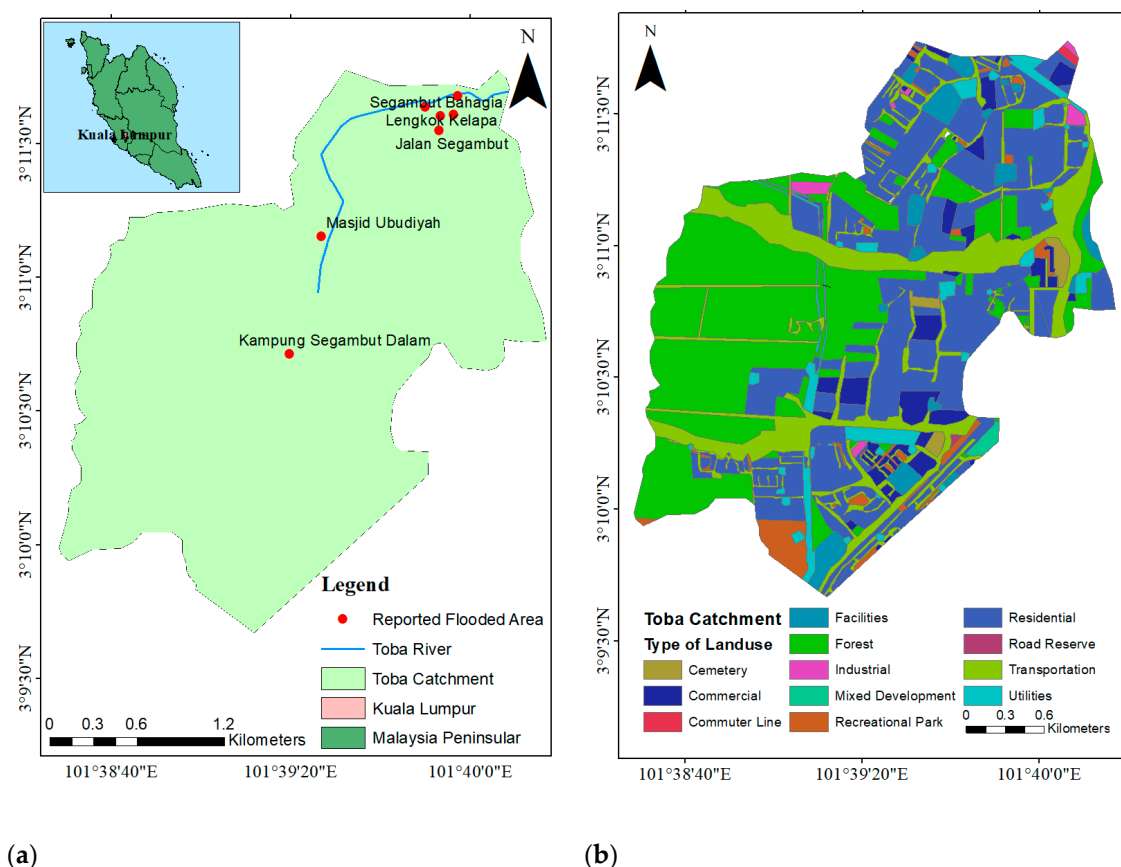 N
Kuala Lumpur
Segambut Bahagia
Lengkok Kelapa
Jalan Segambut
Masjid Ubudiyah
Kampung Segambut Dalam
3°11'30"N
3°11'0"N
3°10'30"N
3°10'0"N
3°9'30"N
Legend
Reported Flooded Area
Toba River
Toba Catchment
Kuala Lumpur
Malaysia Peninsular
0 0.3 0.6 1.2
Kilometers
101°38'40"E 101°39'20"E 101°40'0"E
(a)
N
3°11'30"N
3°11'0"N
3°10'30"N
3°10'0"N
3°9'30"N
Toba Catchment
Type of Landuse
Cemetery
Commercial
Commuter Line
Facilities
Forest
Industrial
Mixed Development
Recreational Park
Residential
Road Reserve
Transportation
Utilities
0 0.3 0.6
Kilometers
101°38'40"E 101°39'20"E 101°40'0"E
(b)